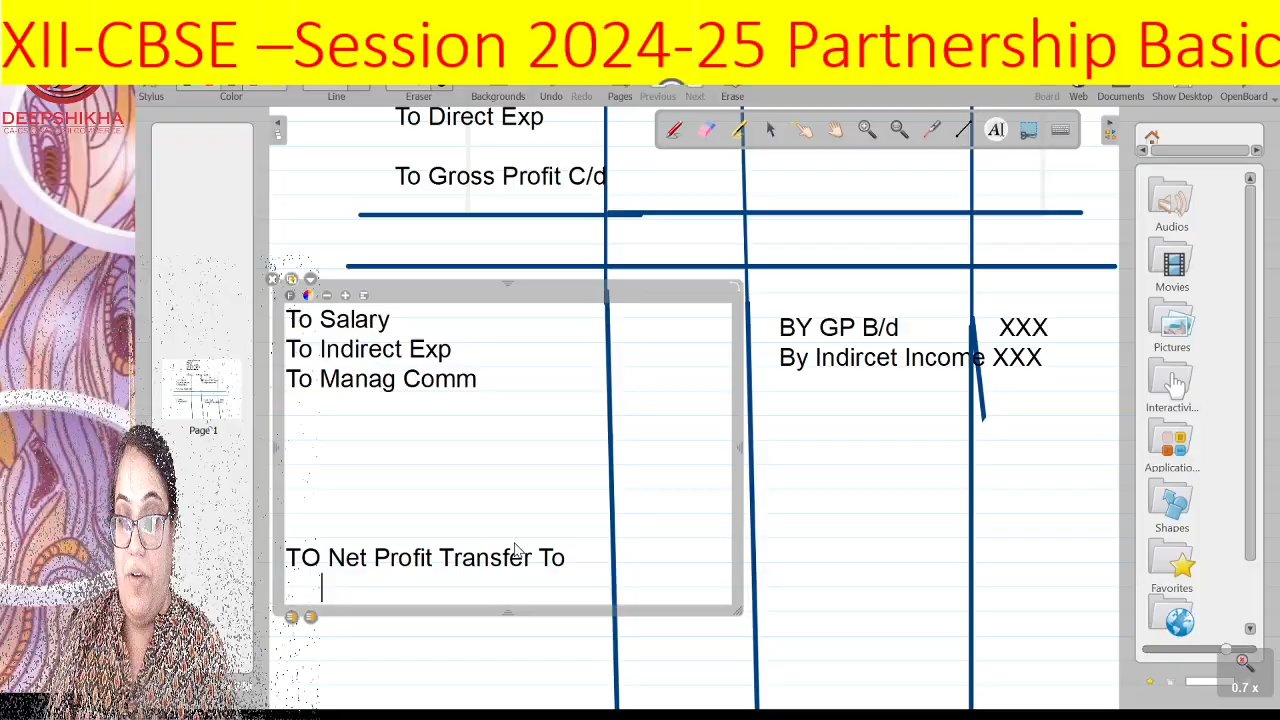 XII-CBSE –Session 2024-25 Partnership Basic
Stylus
Color
Line
Eraser
Backgrounds
Undo
Redo
Pages
Previous
Next
Erase
Board
Web
Documents
Show Desktop
OpenBoard
DEEPSHIKHA
To Direct Exp
To Gross Profit C/d
To Salary
To Indirect Exp
To Manag Comm
TO Net Profit Transfer To
BY GP B/d XXX
By Indircet Income XXX
Page 1
Audios
Movies
Pictures
Interactivi...
Applicatio...
Shapes
Favorites
0.7 x